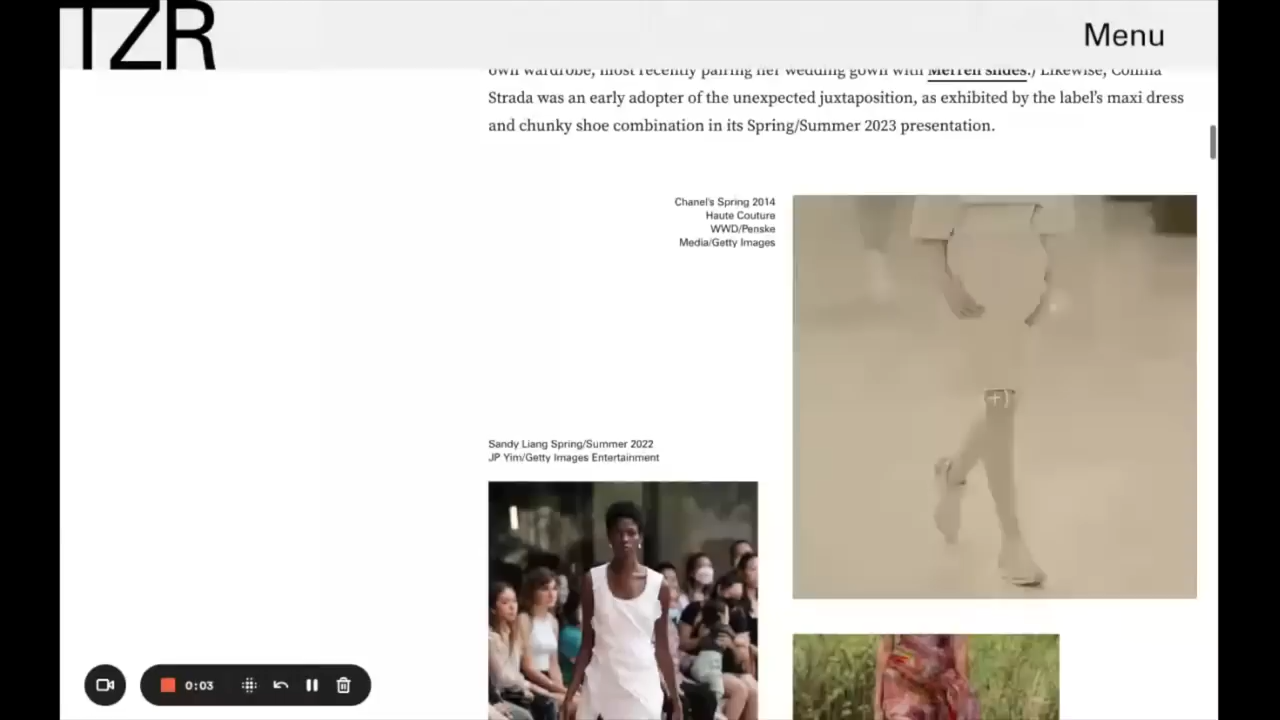 TZR
Menu
own wardrobe, most recently pairing her wedding gown with Merrell slides.) Likewise, Collina
Strada was an early adopter of the unexpected juxtaposition, as exhibited by the label's maxi dress
and chunky shoe combination in its Spring/Summer 2023 presentation.
Chanel's Spring 2014
Haute Couture
WWD/Penske
Media/Getty Images
Sandy Liang Spring/Summer 2022
JP Yim/Getty Images Entertainment
0:03